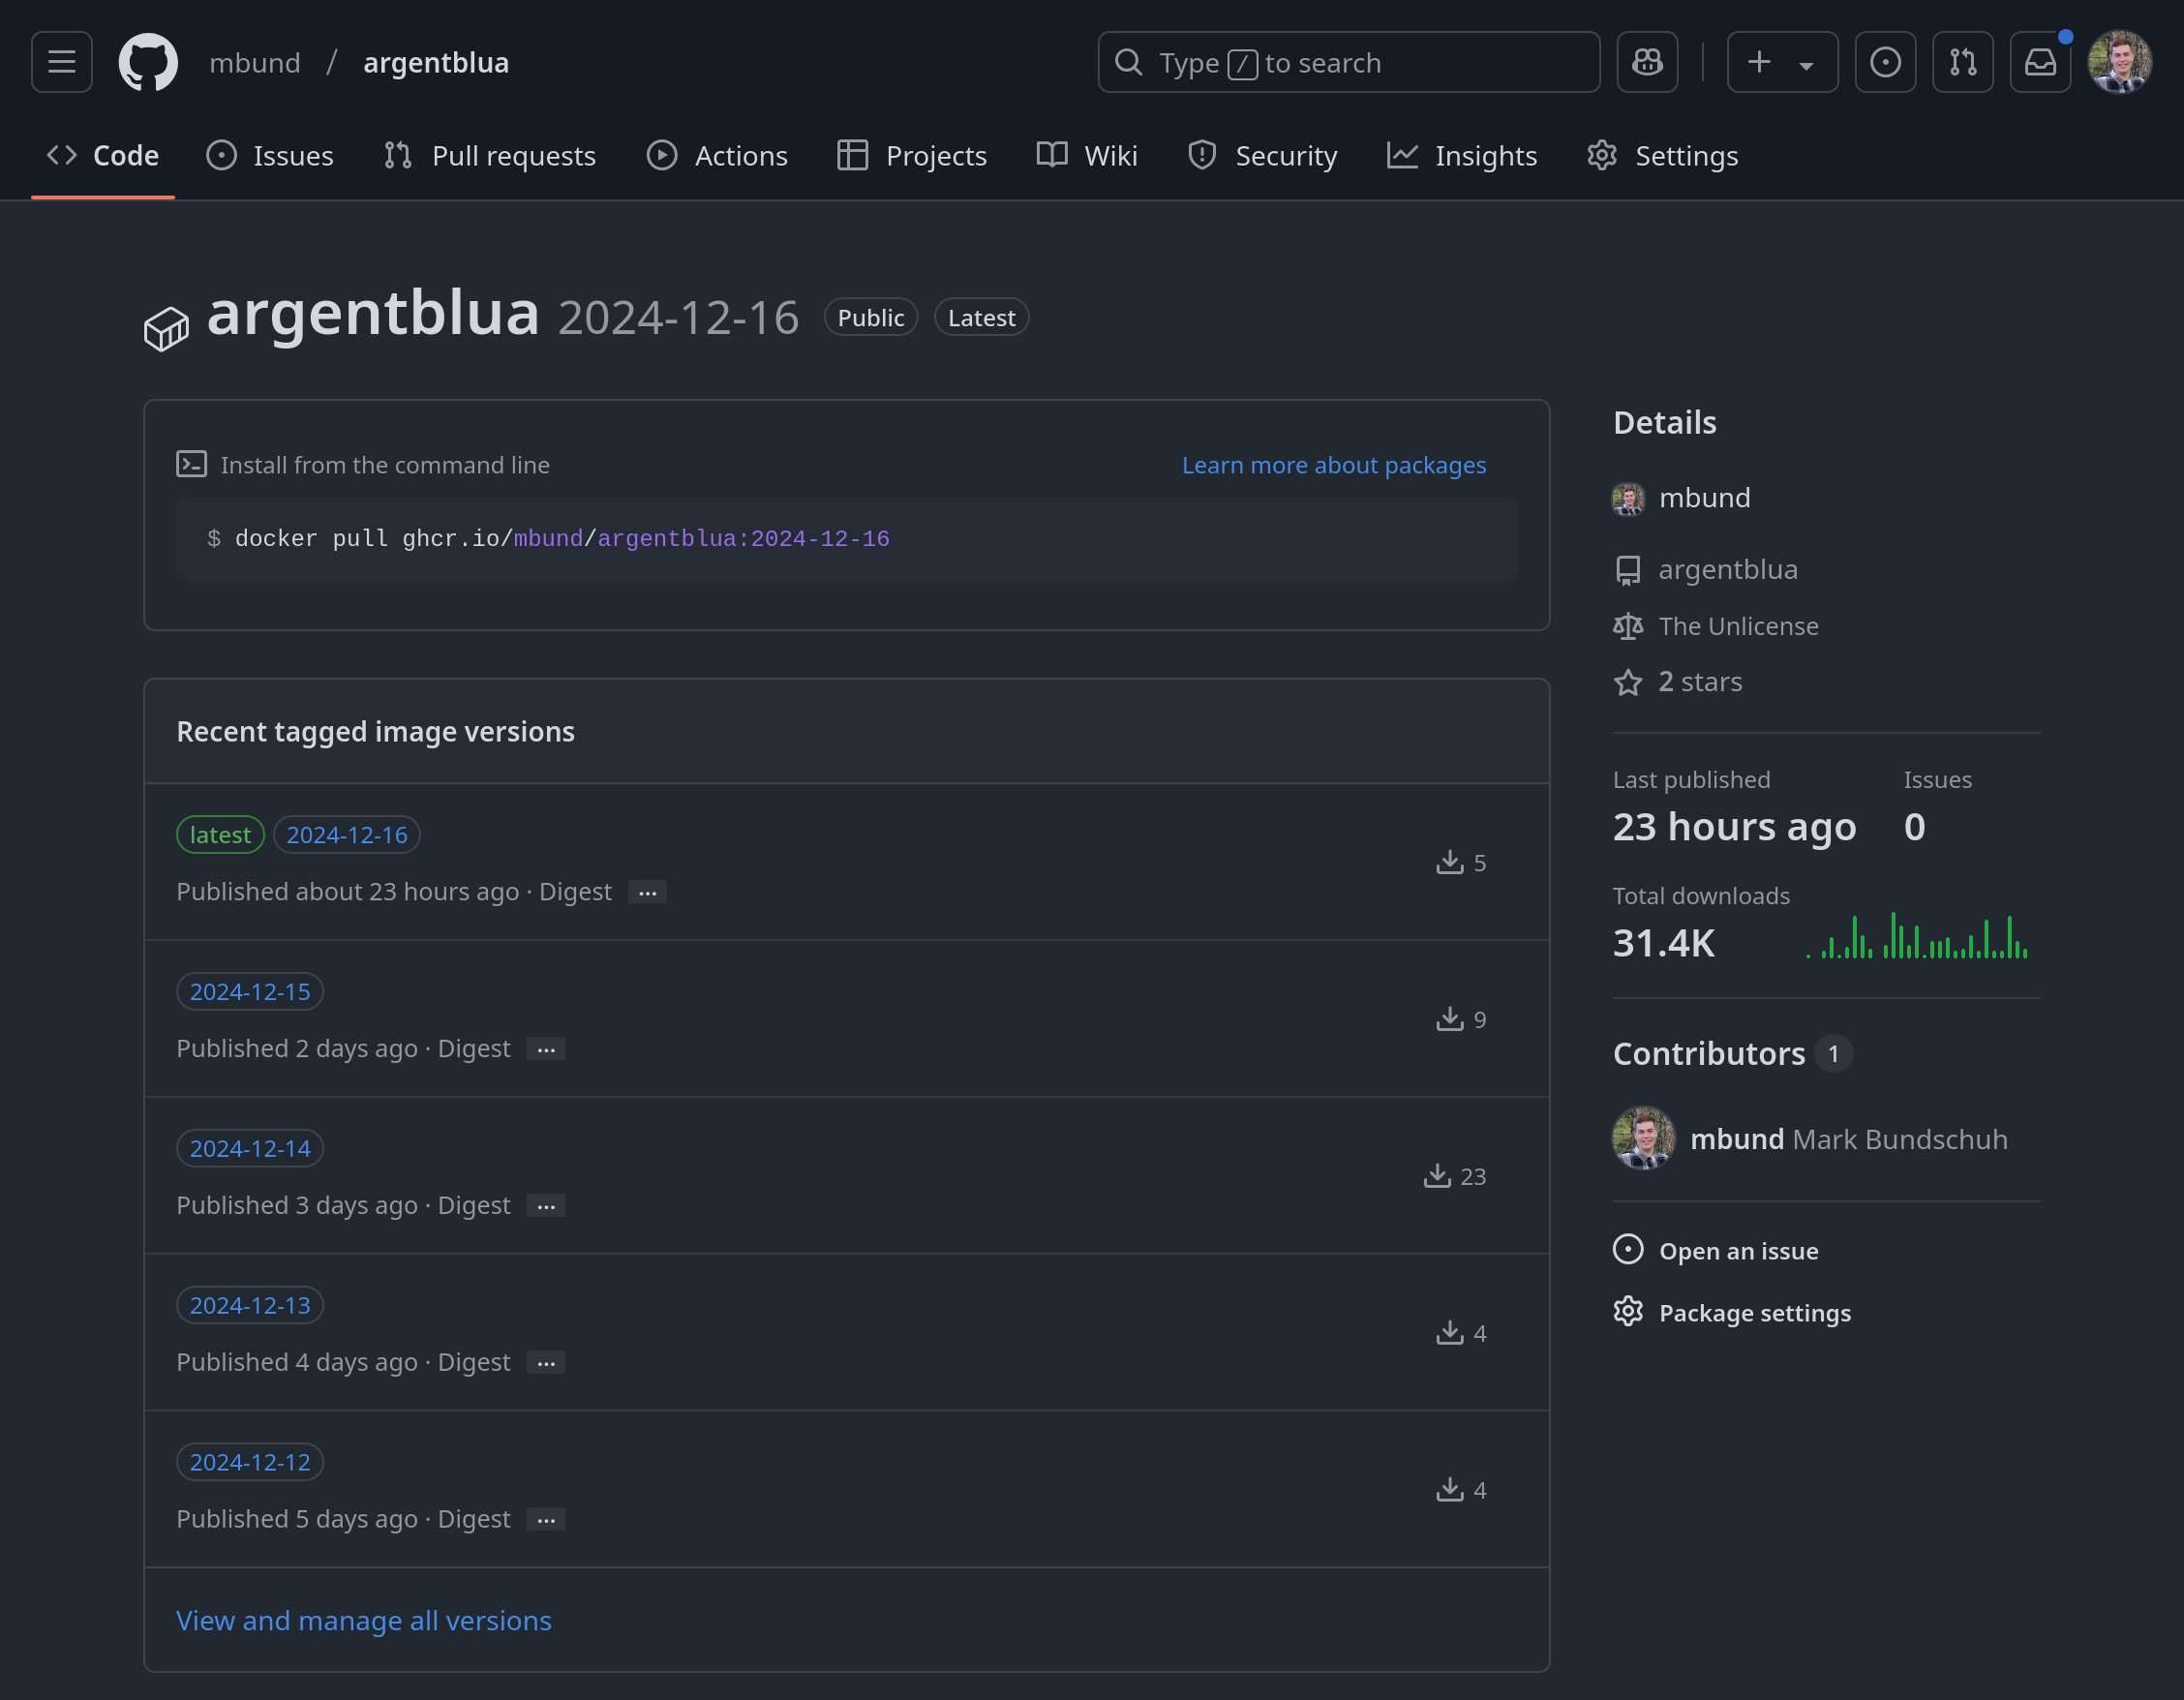 mbund / argentblua
Type / to search
Code Issues Pull requests Actions Projects Wiki Security Insights Settings
argentblua 2024-12-16 Public Latest
Install from the command line Learn more about packages
$ docker pull ghcr.io/mbund/argentblua:2024-12-16
Recent tagged image versions
latest 2024-12-16
Published about 23 hours ago · Digest ...
5
2024-12-15
Published 2 days ago · Digest ...
9
2024-12-14
Published 3 days ago · Digest ...
23
2024-12-13
Published 4 days ago · Digest ...
4
2024-12-12
Published 5 days ago · Digest ...
4
View and manage all versions
Details
mbund
argentblua
The Unlicense
2 stars
Last published
23 hours ago
Issues
0
Total downloads
31.4K
Contributors 1
mbund Mark Bundschuh
Open an issue
Package settings